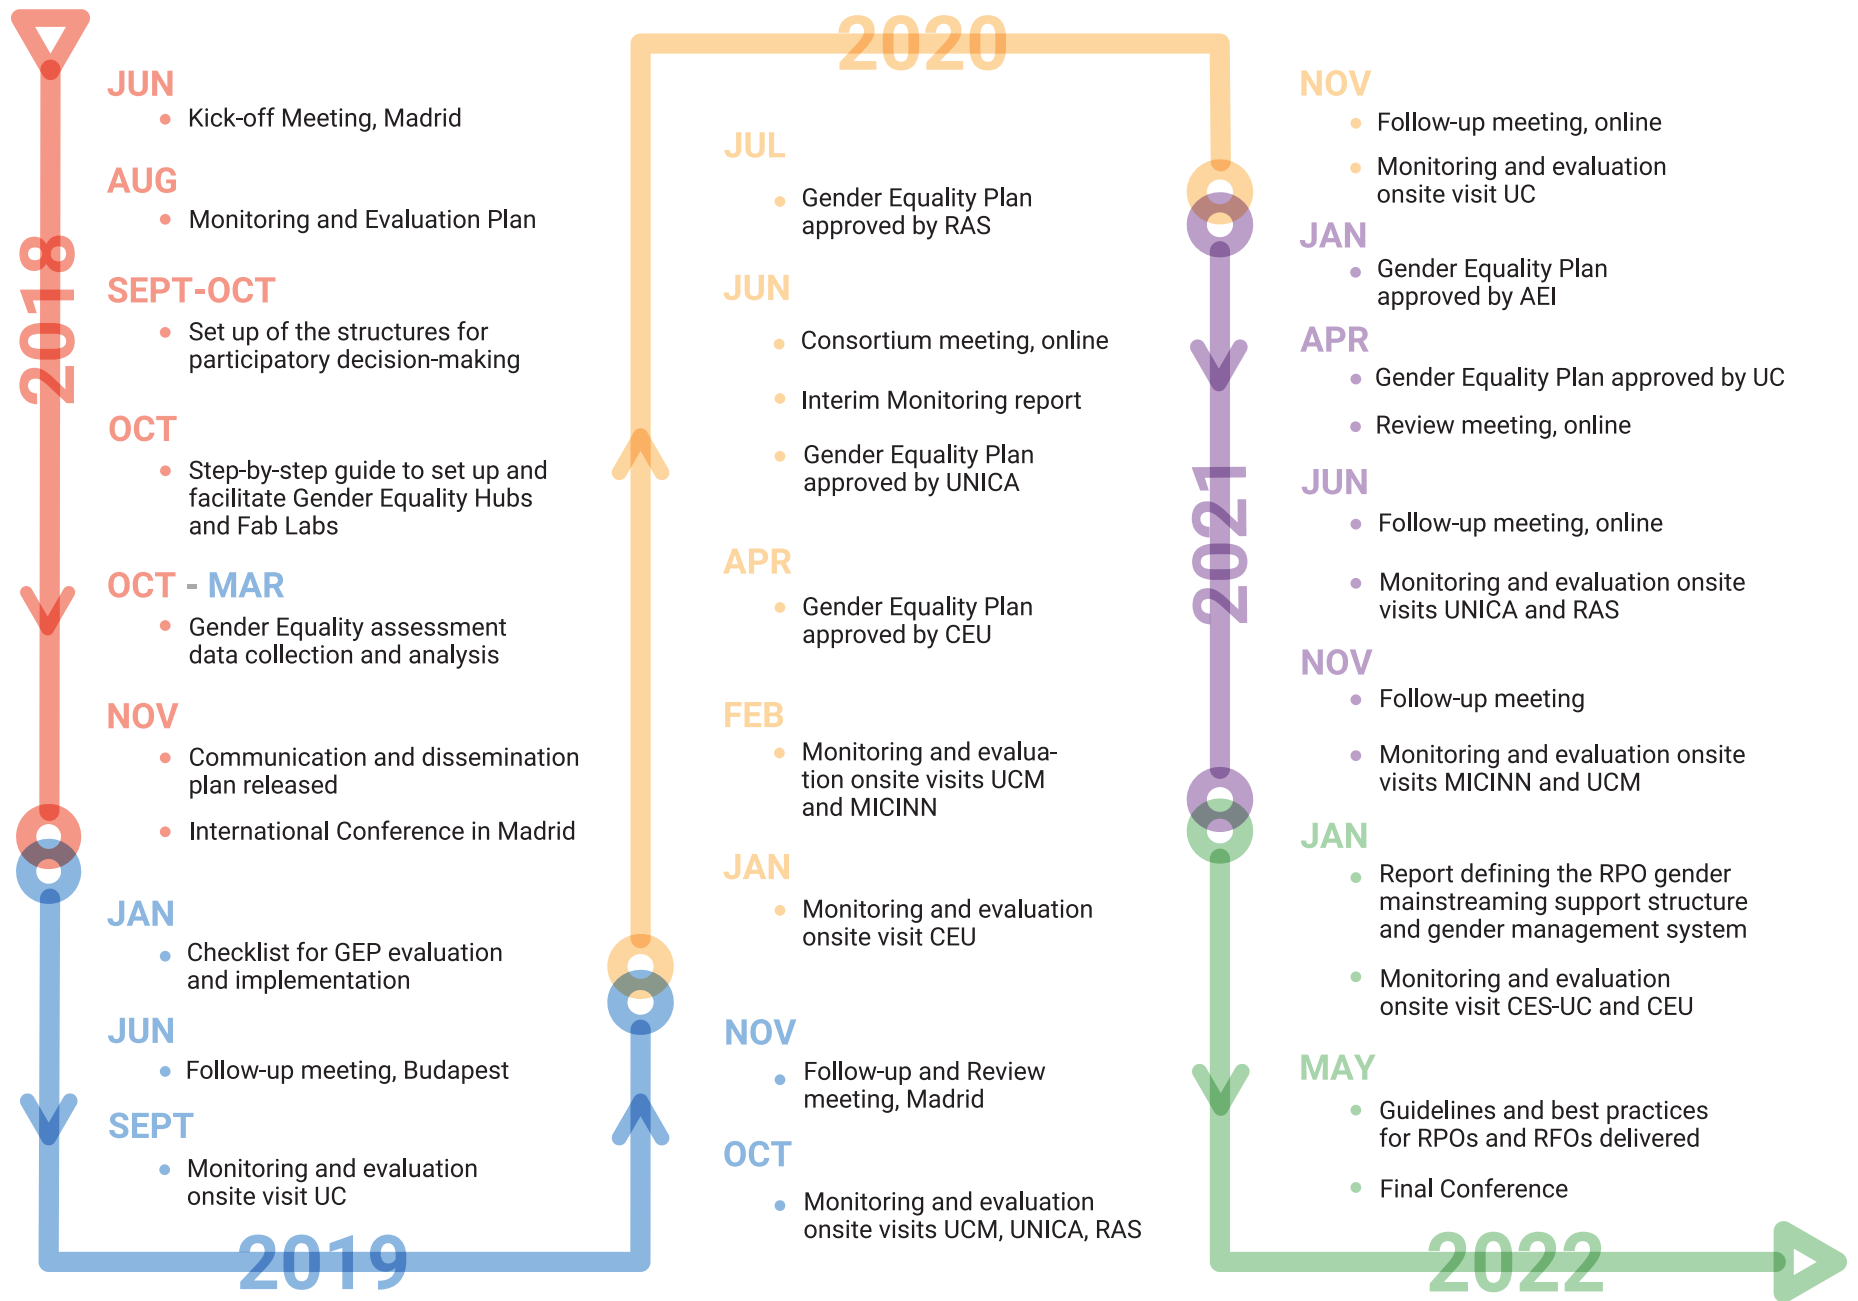 2018
JUN
Kick-off Meeting, Madrid
AUG
Monitoring and Evaluation Plan
SEPT-OCT
Set up of the structures for
participatory decision-making
OCT
Step-by-step guide to set up and
facilitate Gender Equality Hubs
and Fab Labs
OCT - MAR
Gender Equality assessment
data collection and analysis
NOV
Communication and dissemination
plan released
International Conference in Madrid
JAN
Checklist for GEP evaluation
and implementation
JUN
Follow-up meeting, Budapest
SEPT
Monitoring and evaluation
onsite visit UC
2019
2020
JUL
Gender Equality Plan
approved by RAS
JUN
Consortium meeting, online
Interim Monitoring report
Gender Equality Plan
approved by UNICA
APR
Gender Equality Plan
approved by CEU
FEB
Monitoring and evalua-
tion onsite visits UCM
and MICINN
JAN
Monitoring and evaluation
onsite visit CEU
NOV
Follow-up and Review
meeting, Madrid
OCT
Monitoring and evaluation
onsite visits UCM, UNICA, RAS
NOV
Follow-up meeting, online
Monitoring and evaluation
onsite visit UC
2021
JAN
Gender Equality Plan
approved by AEI
APR
Gender Equality Plan approved by UC
Review meeting, online
JUN
Follow-up meeting, online
Monitoring and evaluation onsite
visits UNICA and RAS
NOV
Follow-up meeting
Monitoring and evaluation onsite
visits MICINN and UCM
JAN
Report defining the RPO gender
mainstreaming support structure
and gender management system
Monitoring and evaluation
onsite visit CES-UC and CEU
MAY
Guidelines and best practices
for RPOs and RFOs delivered
Final Conference
2022